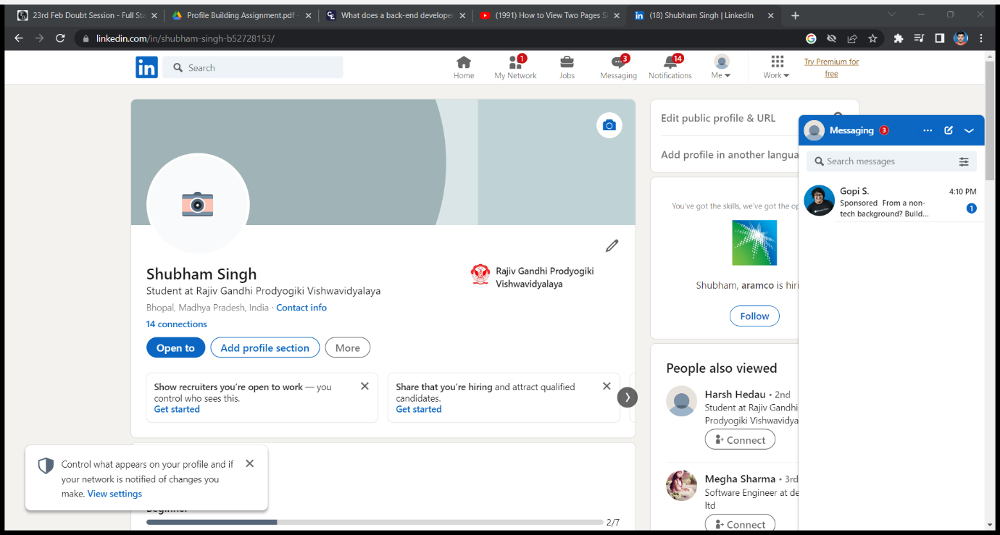 23rd Feb Doubt Session - Full Sta
Profile Building Assignment.pdf -
What does a back-end developer
(1991) How to View Two Pages S
(18) Shubham Singh | LinkedIn
linkedin.com/in/shubham-singh-b52728153/
in
Search
Home
1
My Network
Jobs
3
Messaging
14
Notifications
Me
Work
Try Premium for
free
Shubham Singh
Student at Rajiv Gandhi Prodyogiki Vishwavidyalaya
Bhopal, Madhya Pradesh, India · Contact info
14 connections
Rajiv Gandhi Prodyogiki
Vishwavidyalaya
Open to
Add profile section
More
Show recruiters you're open to work — you
control who sees this.
Get started
Share that you're hiring and attract qualified
candidates.
Get started
Control what appears on your profile and if
your network is notified of changes you
make. View settings
Beginner
2/7
Edit public profile & URL
Add profile in another langua
You've got the skills, we've got the op
Shubham, aramco is hiri
Follow
People also viewed
Harsh Hedau • 2nd
Student at Rajiv Gandhi
Prodyogiki Vishwavidya
Connect
Megha Sharma • 3rd
Software Engineer at de
ltd
Connect
Messaging 3
Search messages
Gopi S.
4:10 PM
Sponsored From a non-
tech background? Build...
1